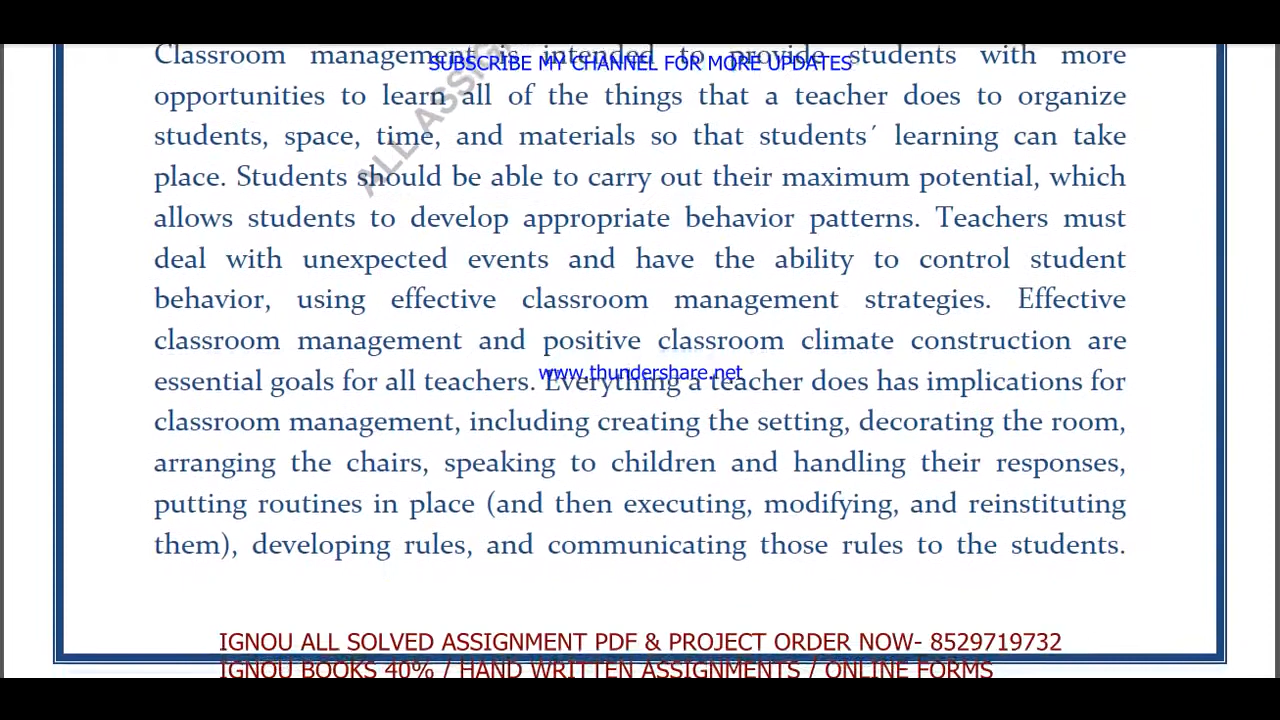 Classroom management is intended to provide students with more
SUBSCRIBE MY CHANNEL FOR MORE UPDATES
opportunities to learn all of the things that a teacher does to organize
students, space, time, and materials so that students´ learning can take
place. Students should be able to carry out their maximum potential, which
allows students to develop appropriate behavior patterns. Teachers must
deal with unexpected events and have the ability to control student
behavior, using effective classroom management strategies. Effective
classroom management and positive classroom climate construction are
www.thundershare.net
essential goals for all teachers. Everything a teacher does has implications for
classroom management, including creating the setting, decorating the room,
arranging the chairs, speaking to children and handling their responses,
putting routines in place (and then executing, modifying, and reinstituting
them), developing rules, and communicating those rules to the students.
ALL
IGNOU ALL SOLVED ASSIGNMENT PDF & PROJECT ORDER NOW- 8529719732
IGNOU BOOKS 40% / HAND WRITTEN ASSIGNMENTS / ONLINE FORMS